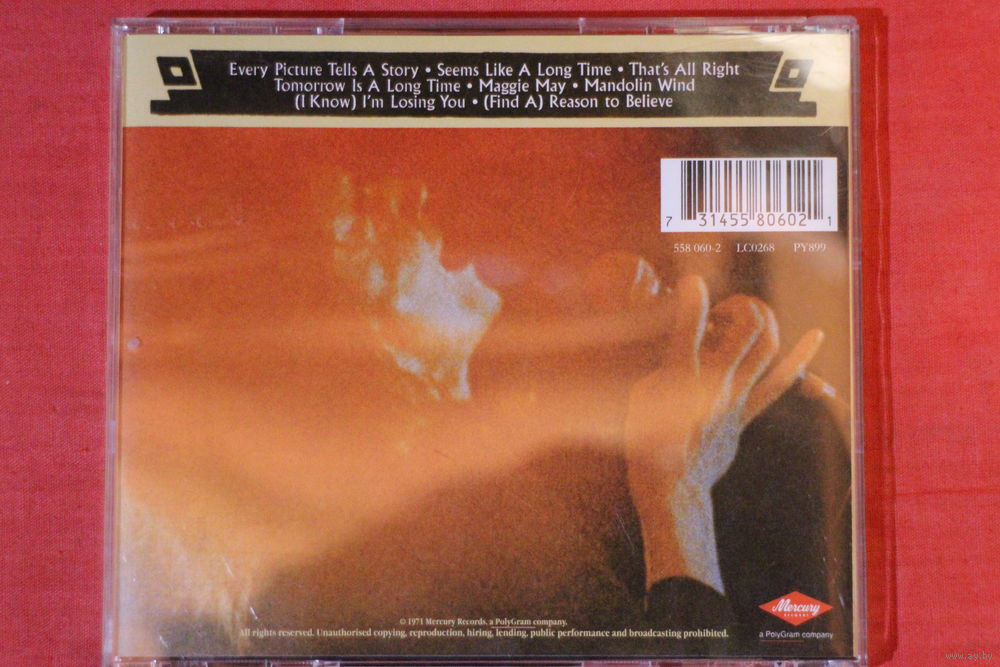 Every Picture Tells A Story • Seems Like A Long Time • That's All Right
Tomorrow Is A Long Time • Maggie May • Mandolin Wind
(I Know) I'm Losing You • (Find A) Reason to Believe
7 31455 80602 1
558 060-2 LC0268 PY899
© 1971 Mercury Records, a PolyGram company.
All rights reserved. Unauthorised copying, reproduction, hiring, lending, public performance and broadcasting prohibited.
Mercury
RECORDS
a PolyGram company
www.ay.by